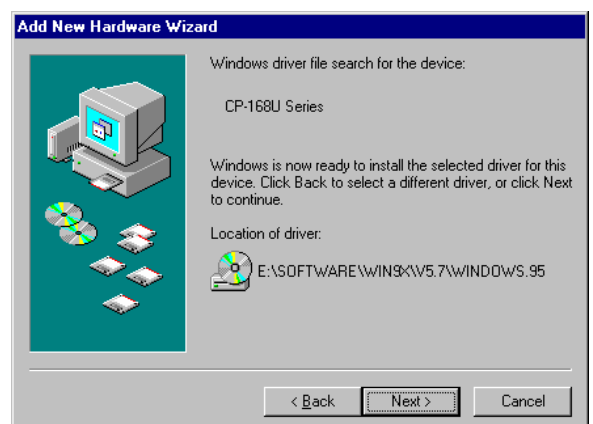 Add New Hardware Wizard
Windows driver file search for the device:
CP-168U Series
Windows is now ready to install the selected driver for this
device. Click Back to select a different driver, or click Next
to continue.
Location of driver:
E:\SOFTWARE\WIN9X\V5.7\WINDOWS.95
< Back
Next >
Cancel